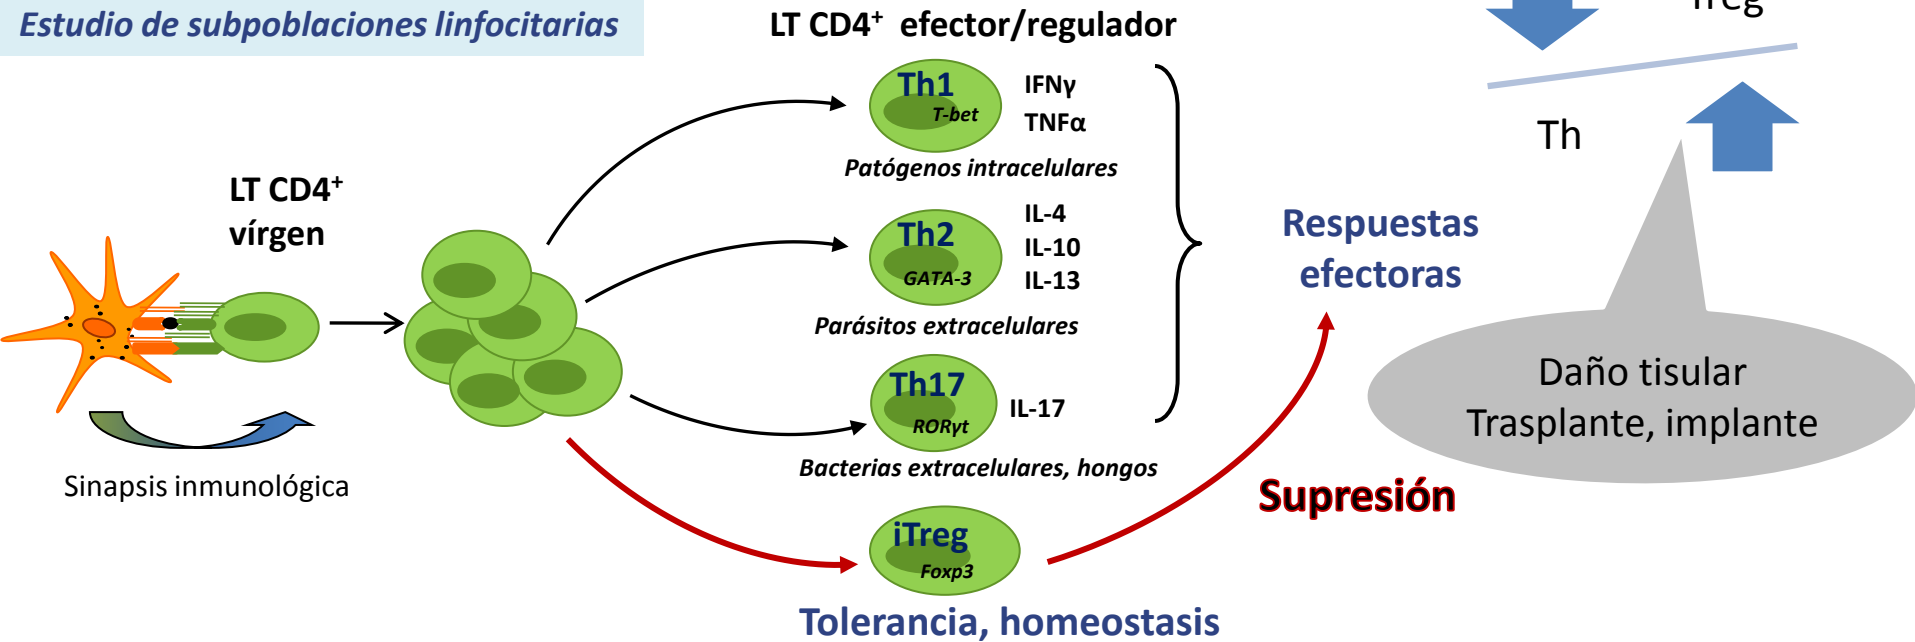 Estudio de subpoblaciones linfocitarias
LT CD4⁺ efector/regulador
Treg
Th
LT CD4⁺
vírgen
Sinapsis inmunológica
Th1
T-bet
IFNγ
TNFα
Patógenos intracelulares
Th2
GATA-3
IL-4
IL-10
IL-13
Parásitos extracelulares
Th17
RORγt
IL-17
Bacterias extracelulares, hongos
iTreg
Foxp3
Tolerancia, homeostasis
Respuestas
efectoras
Supresión
Daño tisular
Trasplante, implante